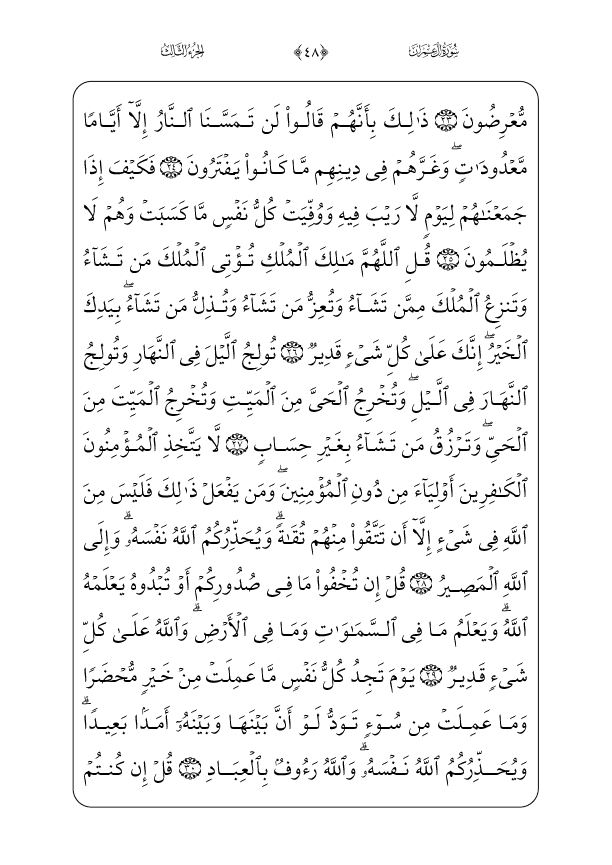 سُورَةُ آلِ عِمۡرَانَ ﴿٤٨﴾ الجُزۡءُ الثَّالِثُ
مُّعۡرِضُونَ ٢٣ ذَٰلِكَ بِأَنَّهُمۡ قَالُواْ لَن تَمَسَّنَا ٱلنَّارُ إِلَّآ أَيَّامٗا
مَّعۡدُودَٰتٖۖ وَغَرَّهُمۡ فِي دِينِهِم مَّا كَانُواْ يَفۡتَرُونَ ٢٤ فَكَيۡفَ إِذَا
جَمَعۡنَٰهُمۡ لِيَوۡمٖ لَّا رَيۡبَ فِيهِ وَوُفِّيَتۡ كُلُّ نَفۡسٖ مَّا كَسَبَتۡ وَهُمۡ لَا
يُظۡلَمُونَ ٢٥ قُلِ ٱللَّهُمَّ مَٰلِكَ ٱلۡمُلۡكِ تُؤۡتِي ٱلۡمُلۡكَ مَن تَشَآءُ
وَتَنزِعُ ٱلۡمُلۡكَ مِمَّن تَشَآءُ وَتُعِزُّ مَن تَشَآءُ وَتُذِلُّ مَن تَشَآءُۖ بِيَدِكَ
ٱلۡخَيۡرُۖ إِنَّكَ عَلَىٰ كُلِّ شَيۡءٖ قَدِيرٞ ٢٦ تُولِجُ ٱلَّيۡلَ فِي ٱلنَّهَارِ وَتُولِجُ
ٱلنَّهَارَ فِي ٱلَّيۡلِۖ وَتُخۡرِجُ ٱلۡحَيَّ مِنَ ٱلۡمَيِّتِ وَتُخۡرِجُ ٱلۡمَيِّتَ مِنَ
ٱلۡحَيِّۖ وَتَرۡزُقُ مَن تَشَآءُ بِغَيۡرِ حِسَابٖ ٢٧ لَّا يَتَّخِذِ ٱلۡمُؤۡمِنُونَ
ٱلۡكَٰفِرِينَ أَوۡلِيَآءَ مِن دُونِ ٱلۡمُؤۡمِنِينَۖ وَمَن يَفۡعَلۡ ذَٰلِكَ فَلَيۡسَ مِنَ
ٱللَّهِ فِي شَيۡءٍ إِلَّآ أَن تَتَّقُواْ مِنۡهُمۡ تُقَىٰةٗۗ وَيُحَذِّرُكُمُ ٱللَّهُ نَفۡسَهُۥۗ وَإِلَى
ٱللَّهِ ٱلۡمَصِيرُ ٢٨ قُلۡ إِن تُخۡفُواْ مَا فِي صُدُورِكُمۡ أَوۡ تُبۡدُوهُ يَعۡلَمۡهُ
ٱللَّهُۗ وَيَعۡلَمُ مَا فِي ٱلسَّمَٰوَٰتِ وَمَا فِي ٱلۡأَرۡضِۗ وَٱللَّهُ عَلَىٰ كُلِّ
شَيۡءٖ قَدِيرٞ ٢٩ يَوۡمَ تَجِدُ كُلُّ نَفۡسٖ مَّا عَمِلَتۡ مِنۡ خَيۡرٖ مُّحۡضَرٗا
وَمَا عَمِلَتۡ مِن سُوٓءٖ تَوَدُّ لَوۡ أَنَّ بَيۡنَهَا وَبَيۡنَهُۥٓ أَمَدَۢا بَعِيدٗاۗ
وَيُحَذِّرُكُمُ ٱللَّهُ نَفۡسَهُۥۗ وَٱللَّهُ رَءُوفُۢ بِٱلۡعِبَادِ ٣٠ قُلۡ إِن كُنتُمۡ